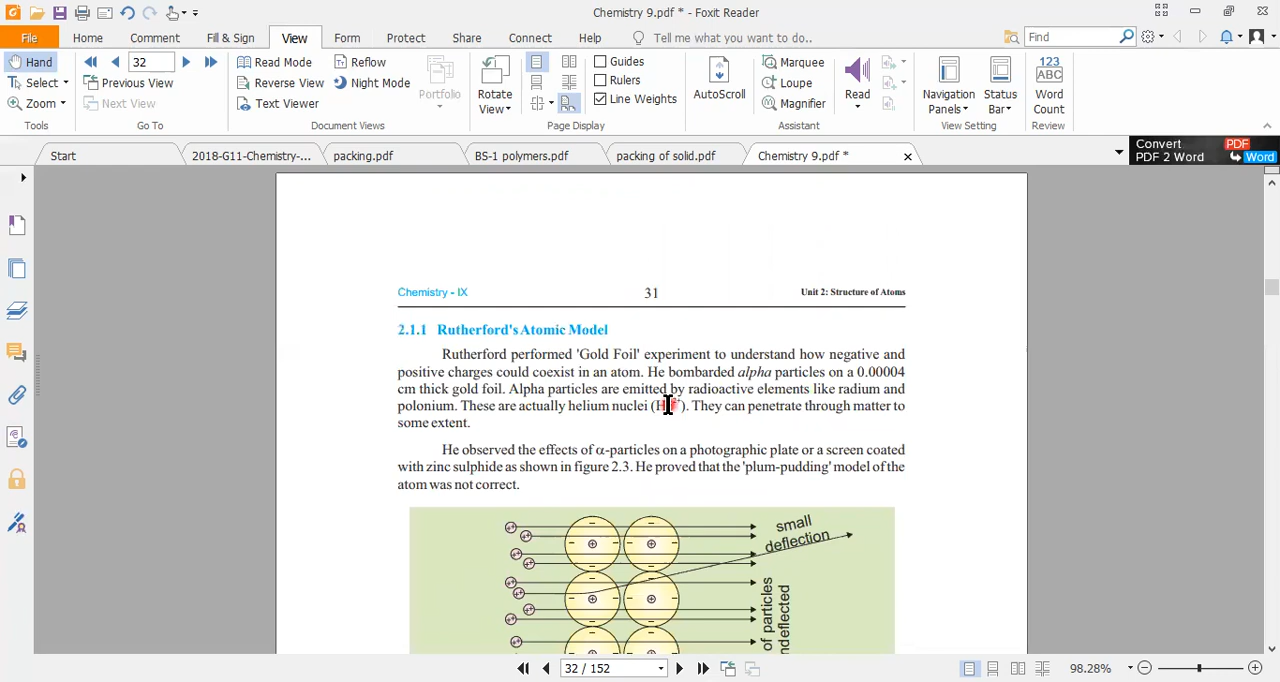 Chemistry 9.pdf * - Foxit Reader
File Home Comment Fill & Sign View Form Protect Share Connect Help Tell me what you want to do.. Find
Hand 32 Read Mode Reflow Guides Marquee
Select Previous View Reverse View Night Mode Portfolio Rotate View Rulers AutoScroll Loupe Read Navigation Panels Status Bar 123 ABC Word Count
Zoom Next View Text Viewer Line Weights Magnifier
Tools Go To Document Views Page Display Assistant View Setting Review
Start 2018-G11-Chemistry-... packing.pdf BS-1 polymers.pdf packing of solid.pdf Chemistry 9.pdf * Convert PDF
PDF 2 Word Word
Chemistry - IX 31 Unit 2: Structure of Atoms
2.1.1 Rutherford's Atomic Model
Rutherford performed 'Gold Foil' experiment to understand how negative and
positive charges could coexist in an atom. He bombarded alpha particles on a 0.00004
cm thick gold foil. Alpha particles are emitted by radioactive elements like radium and
polonium. These are actually helium nuclei ( ). They can penetrate through matter to
some extent.
He observed the effects of α-particles on a photographic plate or a screen coated
with zinc sulphide as shown in figure 2.3. He proved that the 'plum-pudding' model of the
atom was not correct.
small
deflection
of particles
32 / 152 98.28%